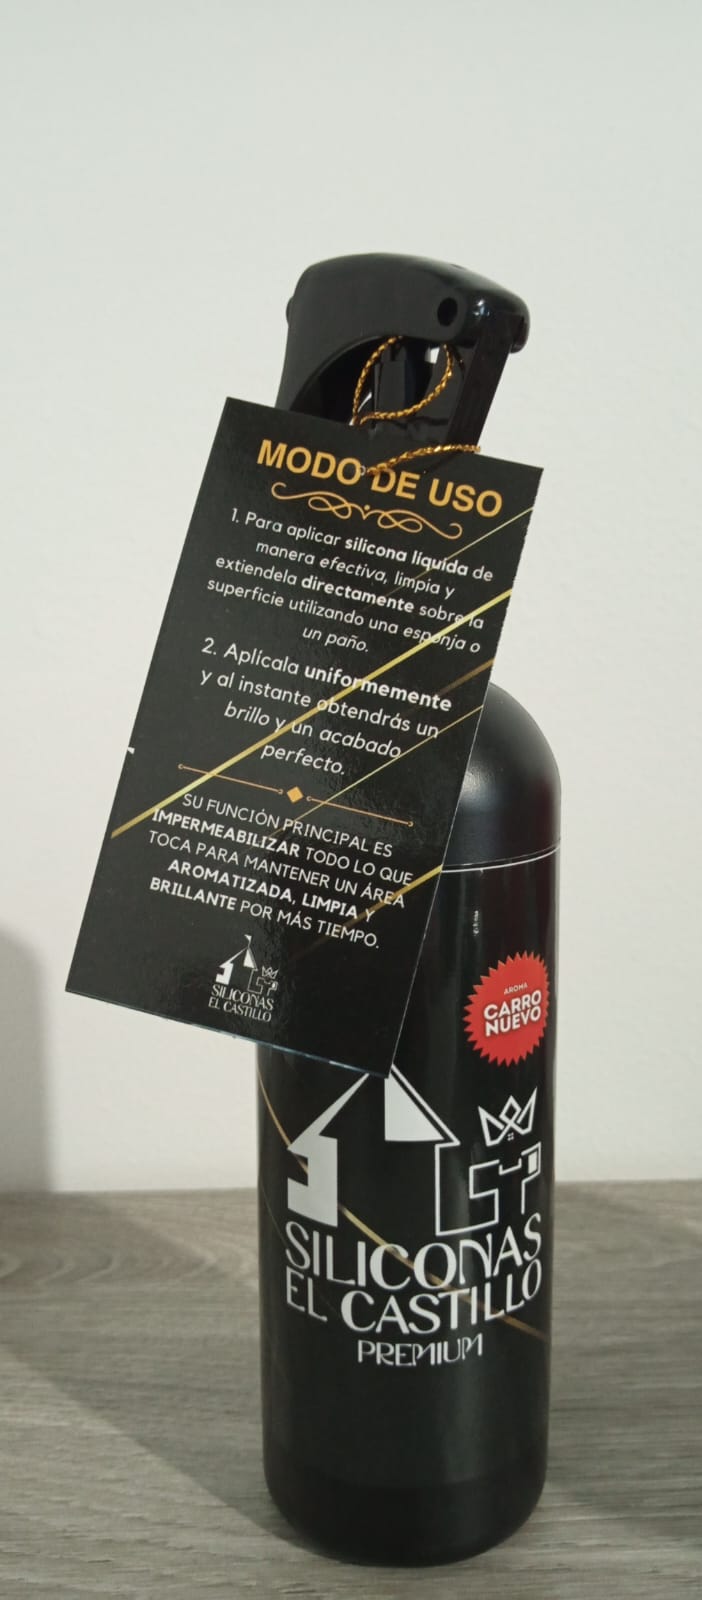 MODO DE USO
1. Para aplicar silicona líquida de
manera efectiva, limpia y
extiendela directamente sobre la
superficie utilizando una esponja o
un paño.
2. Aplícala uniformemente
y al instante obtendrás un
brillo y un acabado
perfecto.
SU FUNCIÓN PRINCIPAL ES
IMPERMEABILIZAR TODO LO QUE
TOCA PARA MANTENER UN ÁREA
AROMATIZADA, LIMPIA Y
BRILLANTE POR MÁS TIEMPO.
SILICONAS
EL CASTILLO
AROMA
CARRO
NUEVO
SILICONAS
EL CASTILLO
PREMIUM